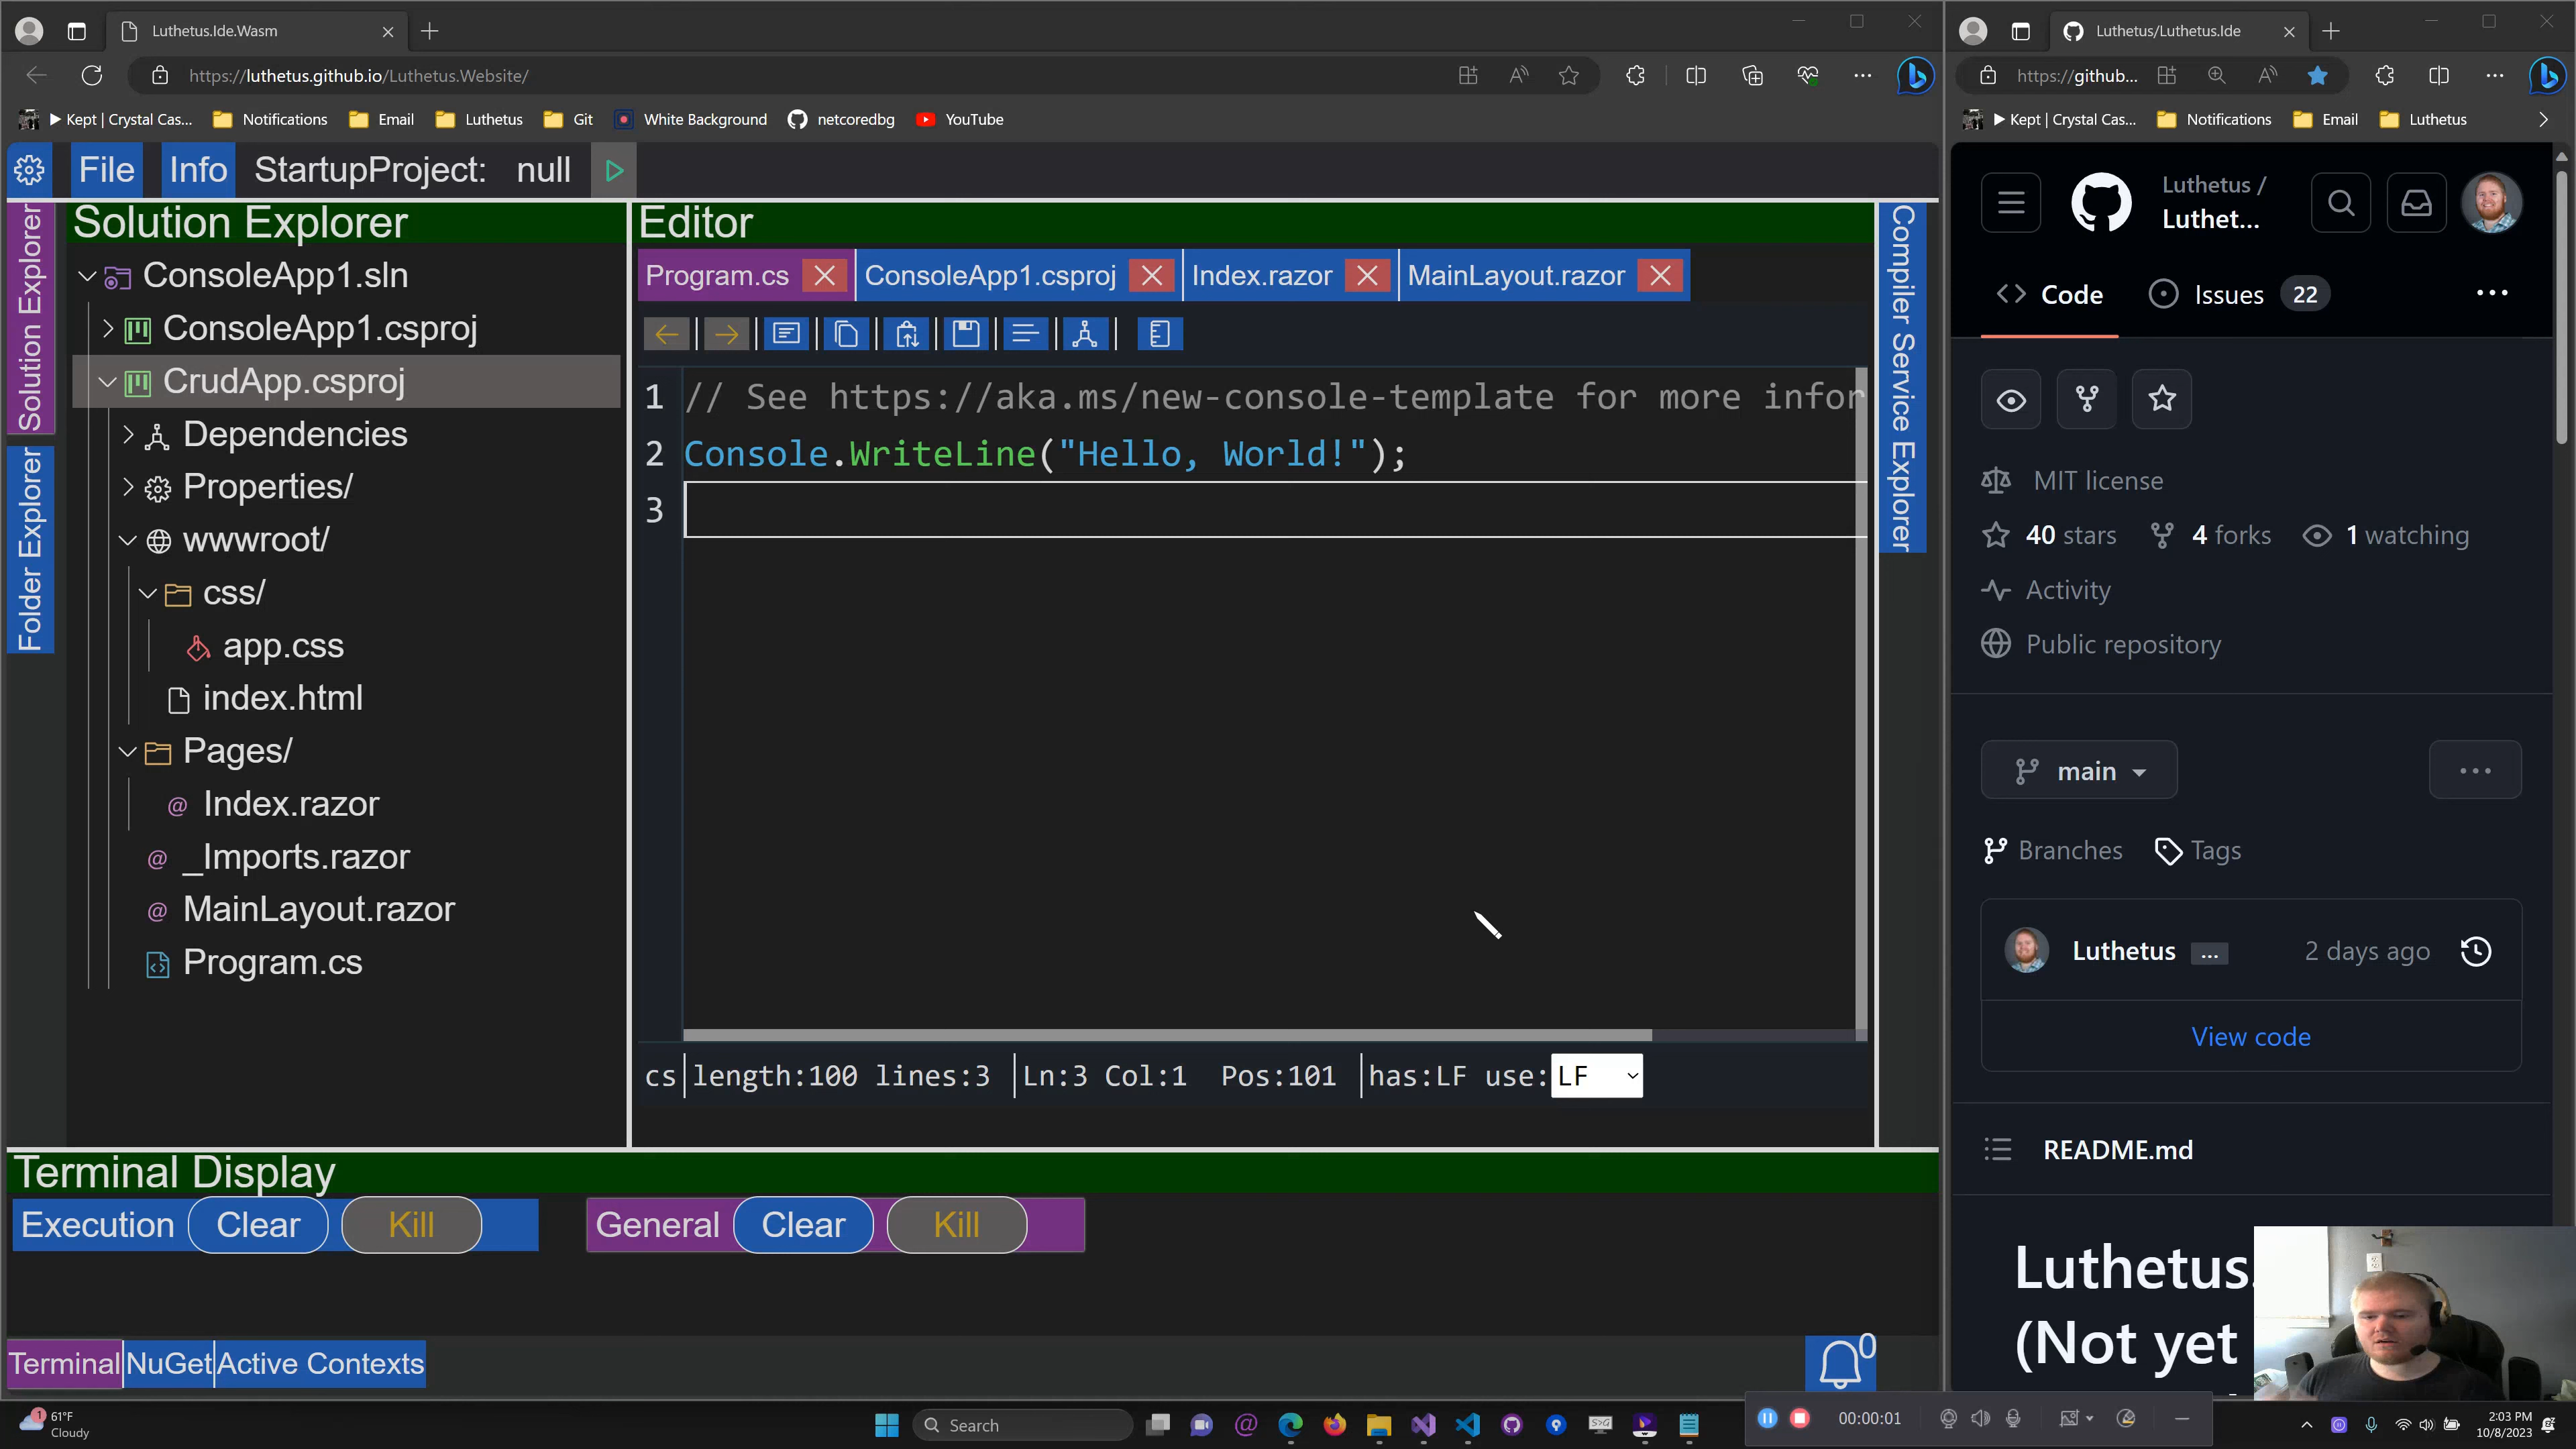 Luthetus.Ide.Wasm
https://luthetus.github.io/Luthetus.Website/
Kept | Crystal Cas...
Notifications
Email
Luthetus
Git
White Background
netcoredbg
YouTube
File
Info
StartupProject: null
Solution Explorer
Folder Explorer
Solution Explorer
ConsoleApp1.sln
ConsoleApp1.csproj
CrudApp.csproj
Dependencies
Properties/
wwwroot/
css/
app.css
index.html
Pages/
@ Index.razor
@ _Imports.razor
@ MainLayout.razor
Program.cs
Editor
Program.cs
ConsoleApp1.csproj
Index.razor
MainLayout.razor
1 // See https://aka.ms/new-console-template for more infor
2 Console.WriteLine("Hello, World!");
3
cs length:100 lines:3 Ln:3 Col:1 Pos:101 has:LF use: LF
Compiler Service Explorer
Terminal Display
Execution Clear Kill
General Clear Kill
Terminal NuGet Active Contexts
0
Luthetus/Luthetus.Ide
https://github...
Kept | Crystal Cas...
Notifications
Email
Luthetus
Luthetus /
Luthet...
Code
Issues 22
MIT license
40 stars 4 forks 1 watching
Activity
Public repository
main
Branches Tags
Luthetus ... 2 days ago
View code
README.md
Luthetus.
(Not yet
1
61°F
Cloudy
Search
00:00:01
2:03 PM
10/8/2023